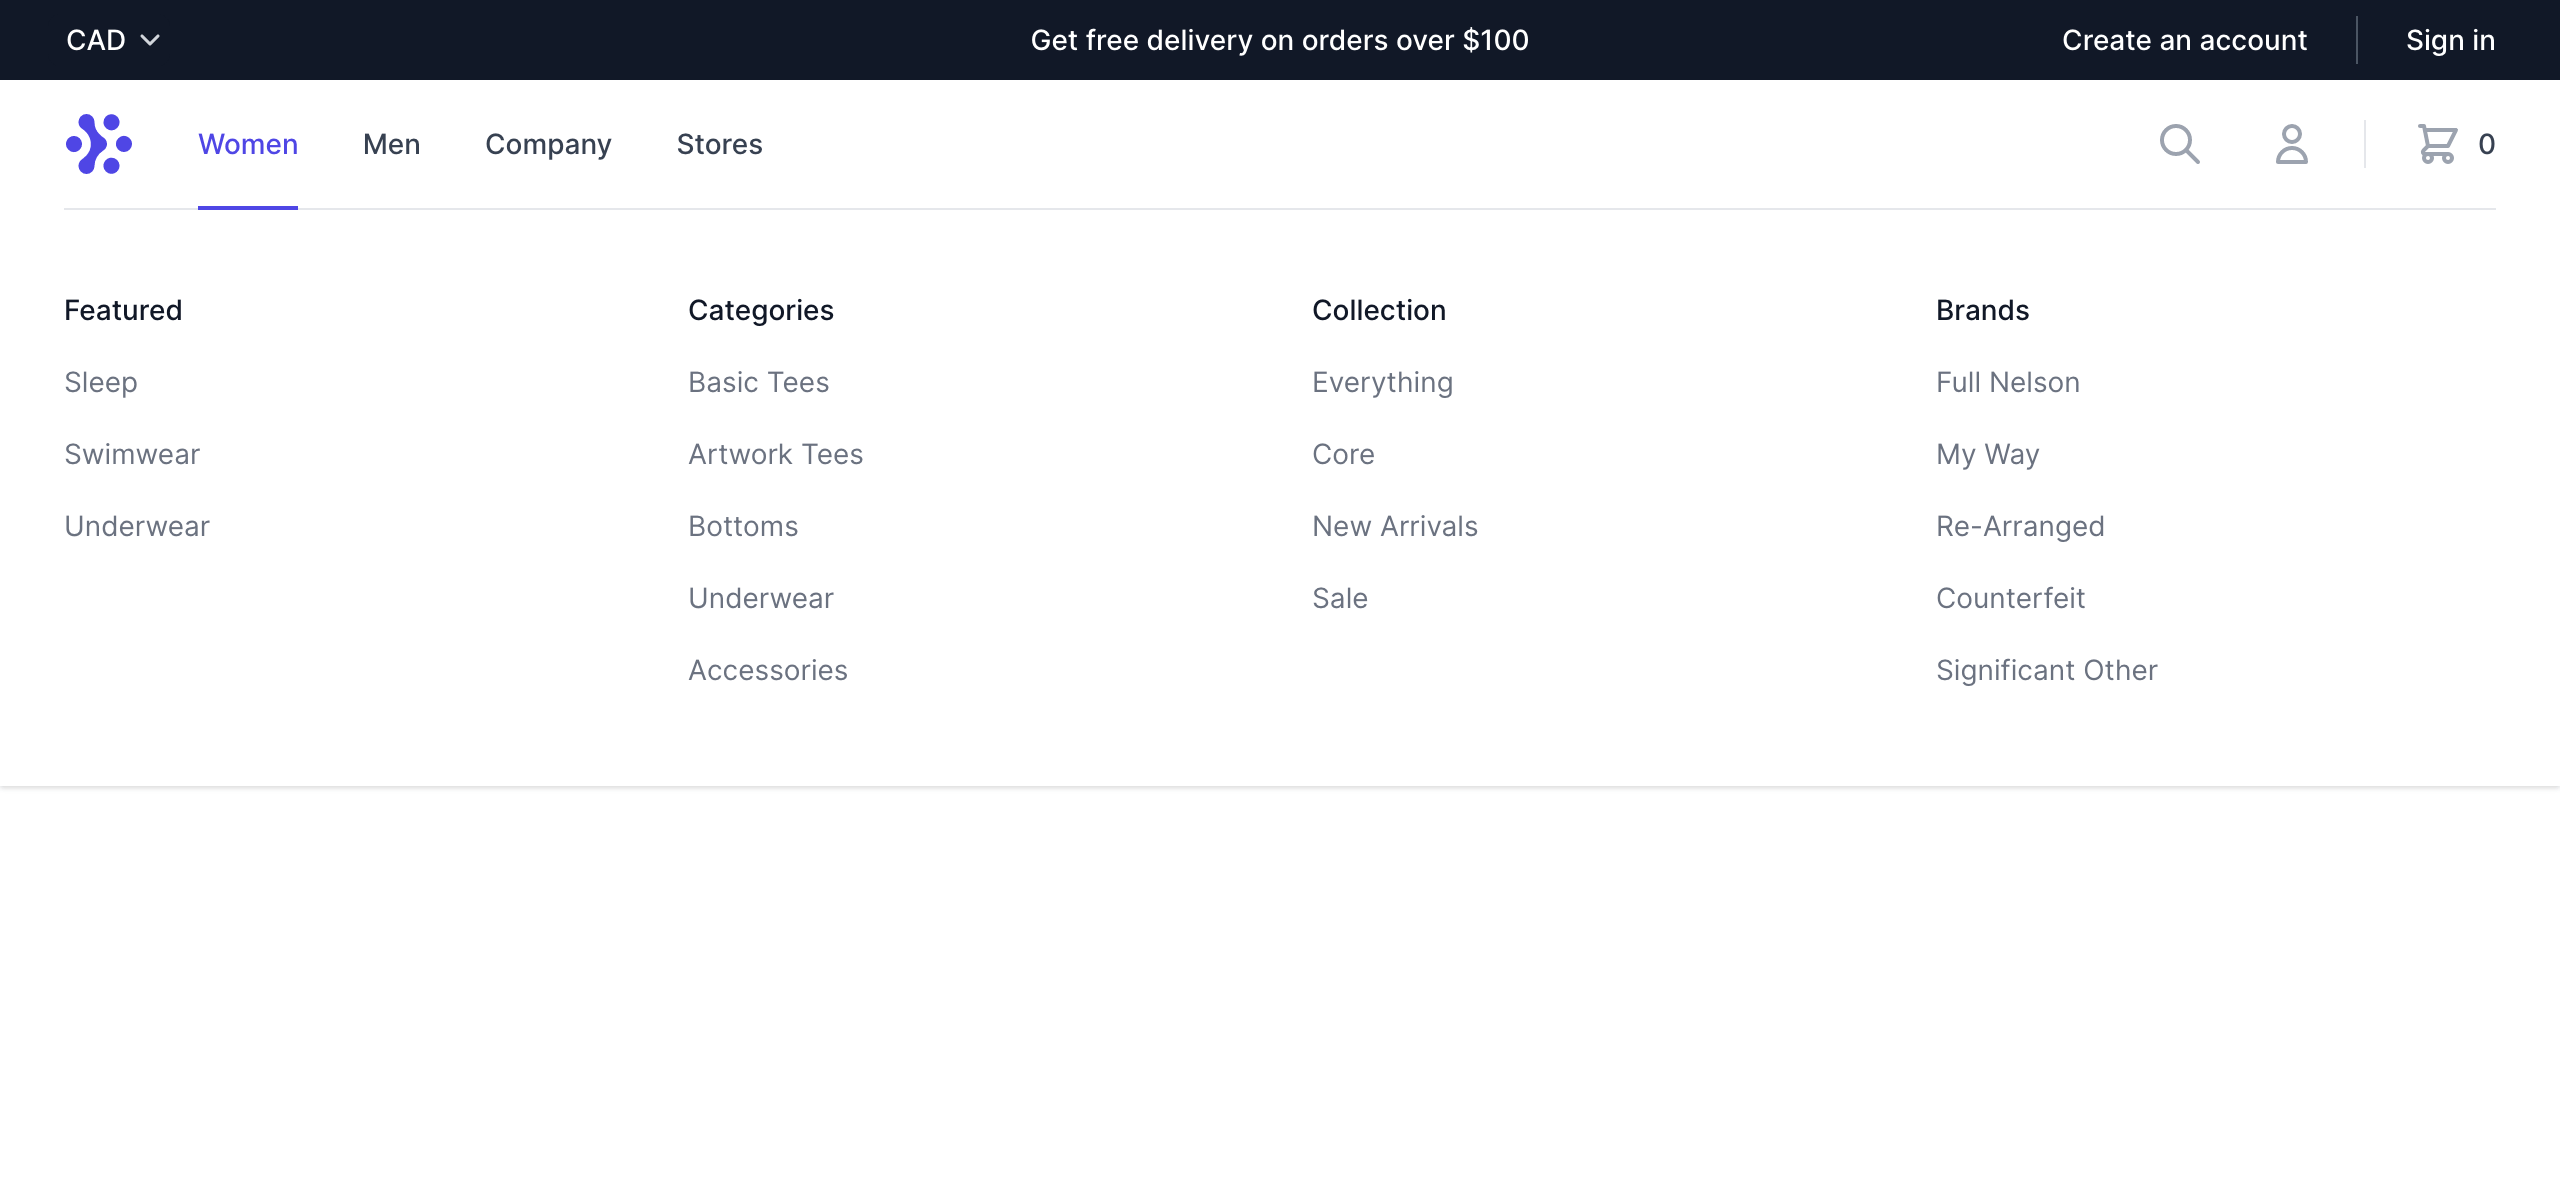 CAD
Get free delivery on orders over $100
Create an account
Sign in
Women
Men
Company
Stores
0
Featured
Sleep
Swimwear
Underwear
Categories
Basic Tees
Artwork Tees
Bottoms
Underwear
Accessories
Collection
Everything
Core
New Arrivals
Sale
Brands
Full Nelson
My Way
Re-Arranged
Counterfeit
Significant Other